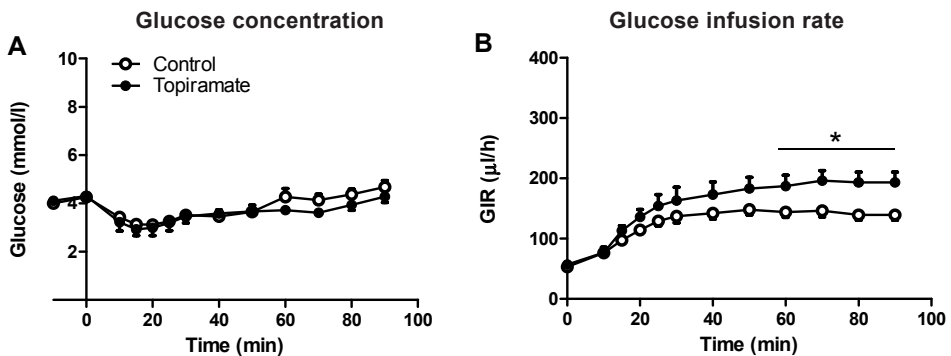 Glucose concentration
A
10
8
6
4
2
Glucose (mmol/l)
Control
Topiramate
0 20 40 60 80 100
Time (min)
Glucose infusion rate
B
400
300
200
100
0
GIR (µl/h)
*
0 20 40 60 80 100
Time (min)